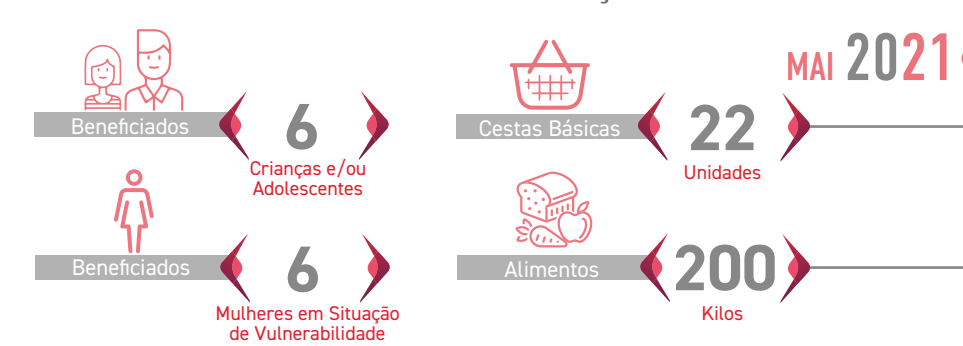 MAI 2021
Beneficiados
6
Crianças e/ou
Adolescentes
Cestas Básicas
22
Unidades
Beneficiados
6
Mulheres em Situação
de Vulnerabilidade
Alimentos
200
Kilos